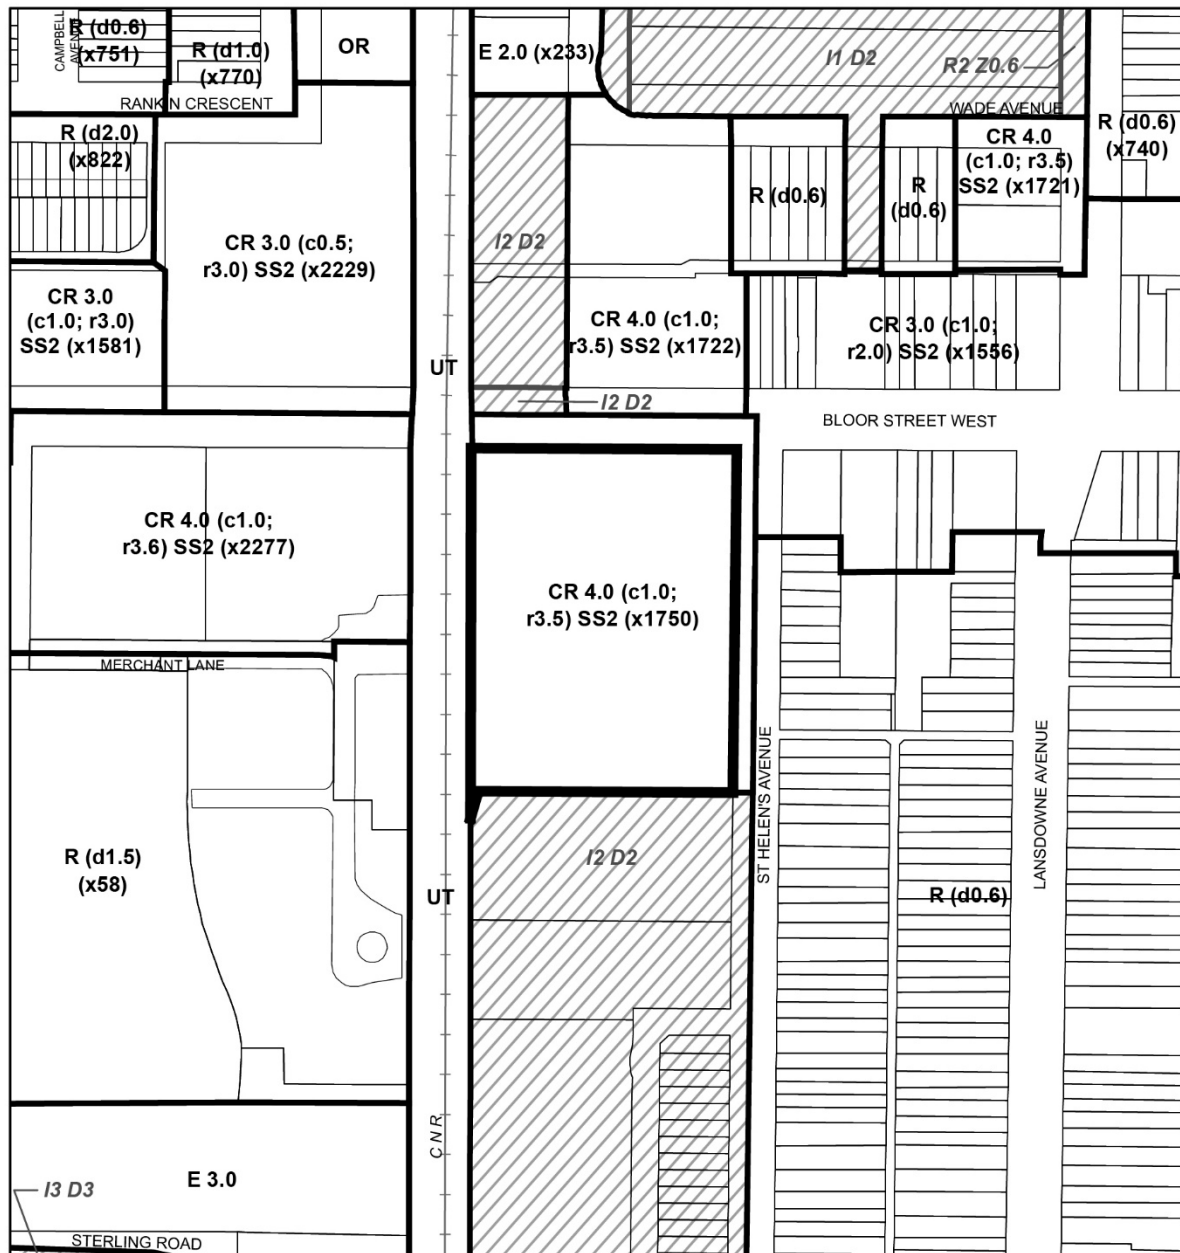 CAMPBELL
AVENUE
R (d0.6)
(x751)
R (d1.0)
(x770)
OR
E 2.0 (x233)
I1 D2
R2 Z0.6
RANKIN CRESCENT
WADE AVENUE
R (d2.0)
(x822)
R (d0.6)
(x740)
CR 4.0
(c1.0; r3.5)
SS2 (x1721)
R (d0.6)
R
(d0.6)
CR 3.0 (c0.5;
r3.0) SS2 (x2229)
I2 D2
CR 3.0
(c1.0; r3.0)
SS2 (x1581)
CR 4.0 (c1.0;
r3.5) SS2 (x1722)
CR 3.0 (c1.0;
r2.0) SS2 (x1556)
UT
I2 D2
BLOOR STREET WEST
CR 4.0 (c1.0;
r3.6) SS2 (x2277)
CR 4.0 (c1.0;
r3.5) SS2 (x1750)
MERCHANT LANE
ST HELEN'S AVENUE
LANSDOWNE AVENUE
R (d1.5)
(x58)
I2 D2
UT
R (d0.6)
CNR
E 3.0
I3 D3
STERLING ROAD